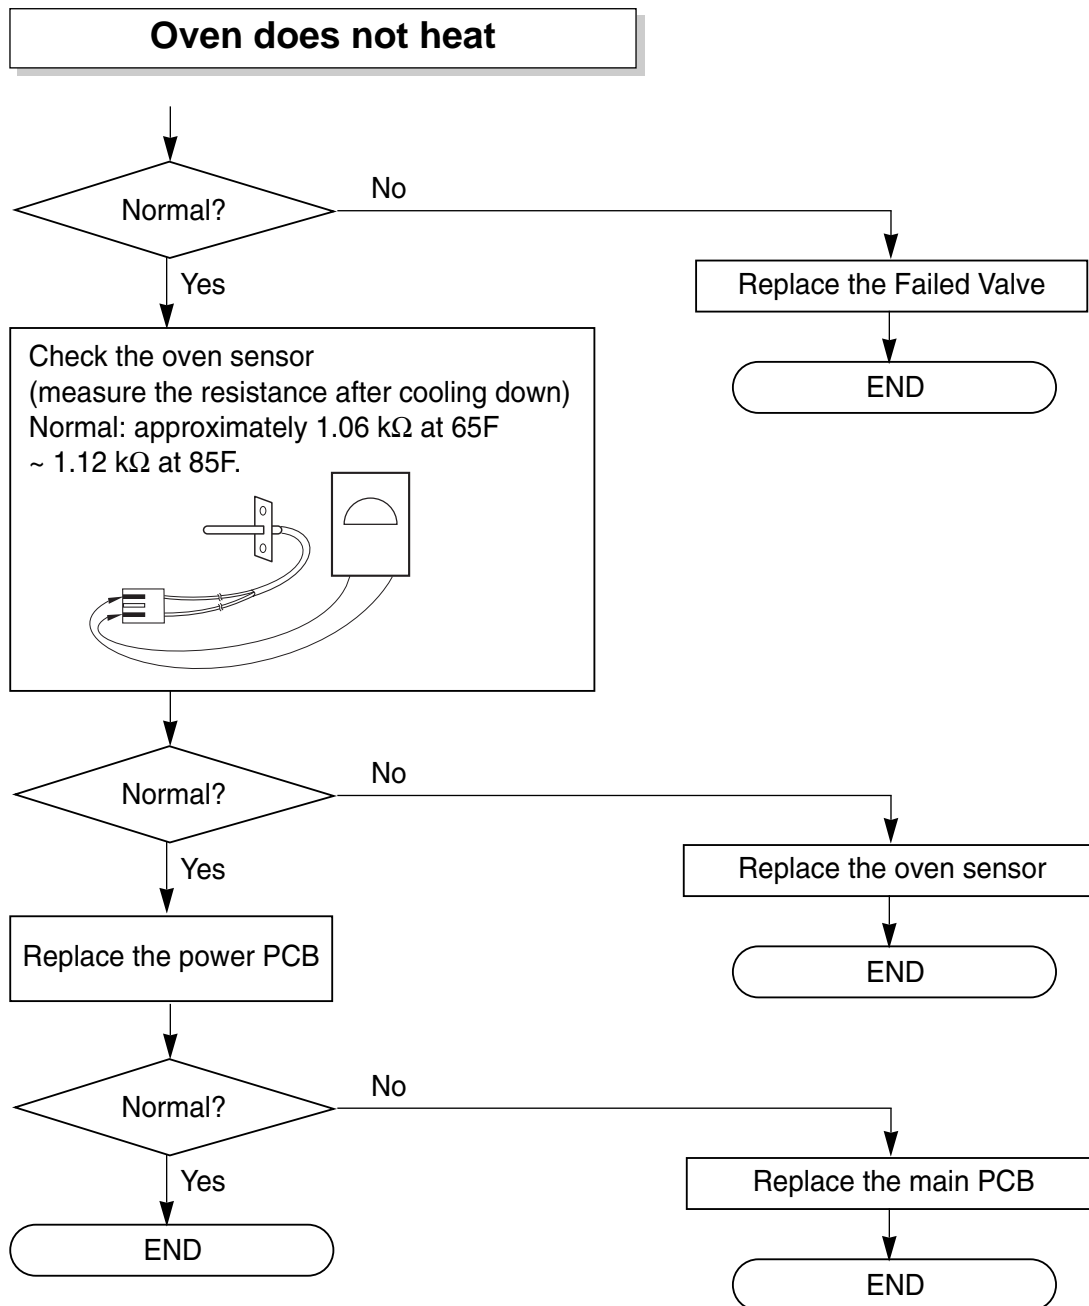 Oven does not heat
Normal?
No
Yes
Replace the Failed Valve
END
Check the oven sensor
(measure the resistance after cooling down)
Normal: approximately 1.06 kΩ at 65F
~ 1.12 kΩ at 85F.
Normal?
No
Yes
Replace the oven sensor
END
Replace the power PCB
Normal?
No
Yes
Replace the main PCB
END
END